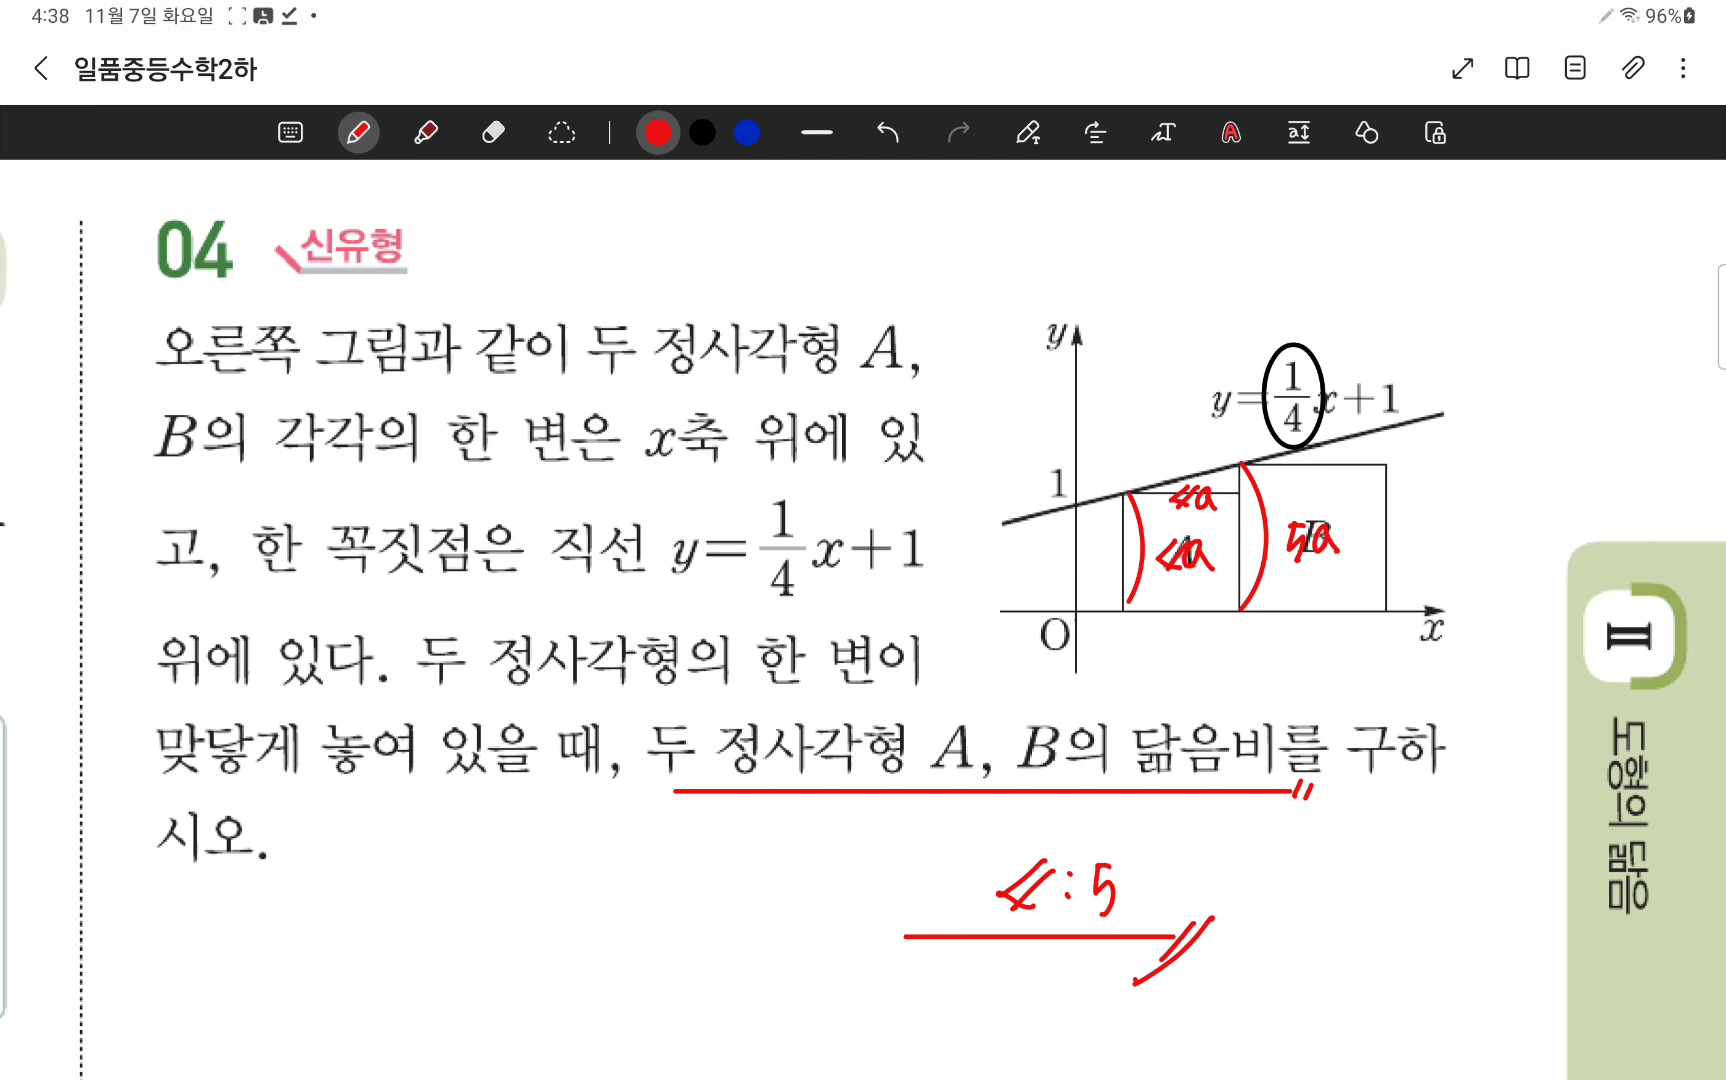 4:38 11월 7일 화요일
96%
일품중등수학2하
04 신유형
오른쪽 그림과 같이 두 정사각형 A,
B의 각각의 한 변은 x축 위에 있
고, 한 꼭짓점은 직선 y=1/4x+1
위에 있다. 두 정사각형의 한 변이
맞닿게 놓여 있을 때, 두 정사각형 A, B의 닮음비를 구하
시오.
y
y=1/4x+1
1
4a
4a
5a
O
x
4:5
II
도형의 닮음